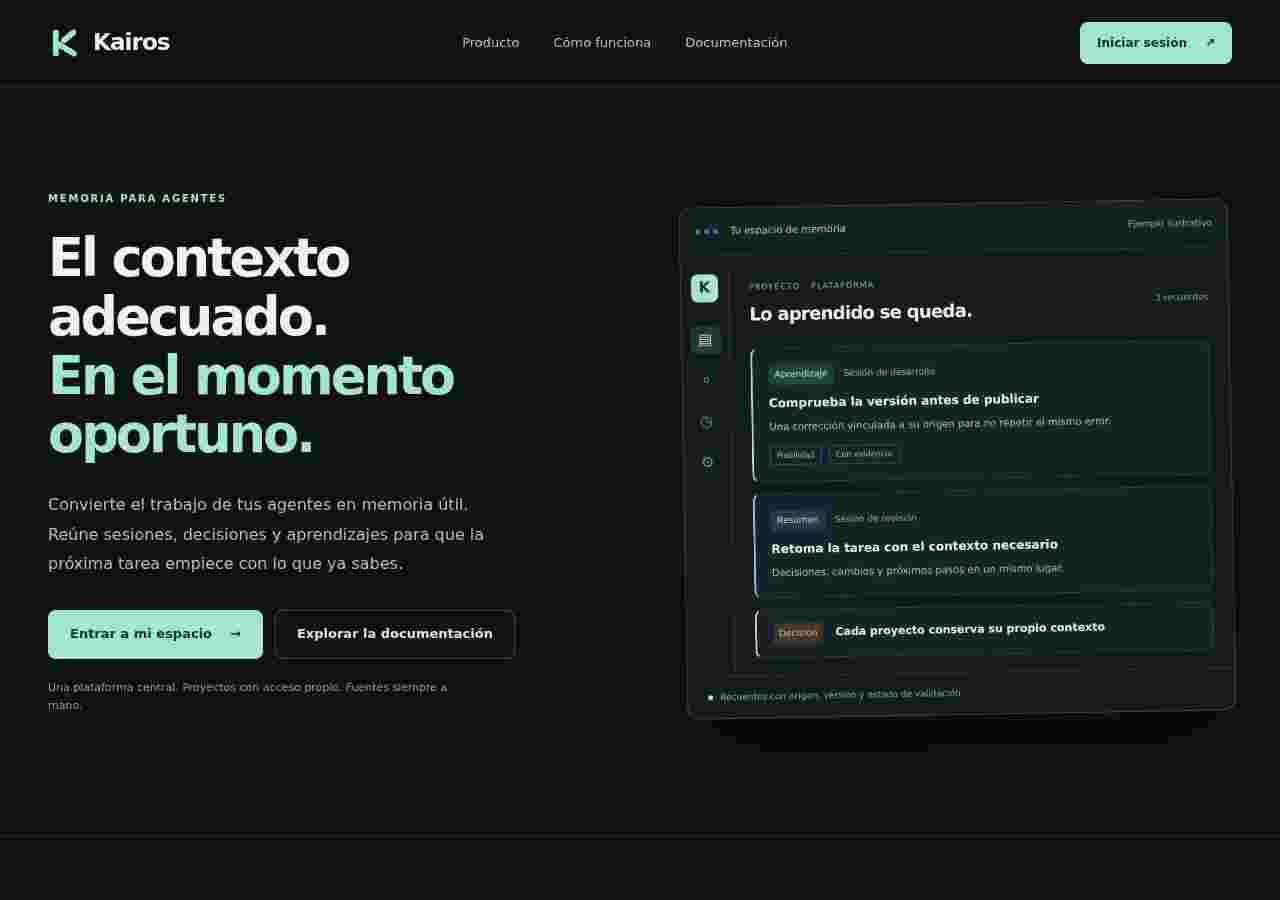 Kairos
Producto
Cómo funciona
Documentación
Iniciar sesión ↗
MEMORIA PARA AGENTES
El contexto
adecuado.
En el momento
oportuno.
Convierte el trabajo de tus agentes en memoria útil.
Reúne sesiones, decisiones y aprendizajes para que la
próxima tarea empiece con lo que ya sabes.
Entrar a mi espacio →
Explorar la documentación
Una plataforma central. Proyectos con acceso propio. Fuentes siempre a
mano.
Tu espacio de memoria
Ejemplo ilustrativo
K
PROYECTO PLATAFORMA
Lo aprendido se queda.
3 recuerdos
Aprendizaje Sesión de desarrollo
Comprueba la versión antes de publicar
Una corrección vinculada a su origen para no repetir el mismo error.
Con evidencia
Resumen Sesión de revisión
Retoma la tarea con el contexto necesario
Decisiones, cambios y próximos pasos en un mismo lugar.
Decisión Cada proyecto conserva su propio contexto
Recuerdos con origen, versión y estado de validación